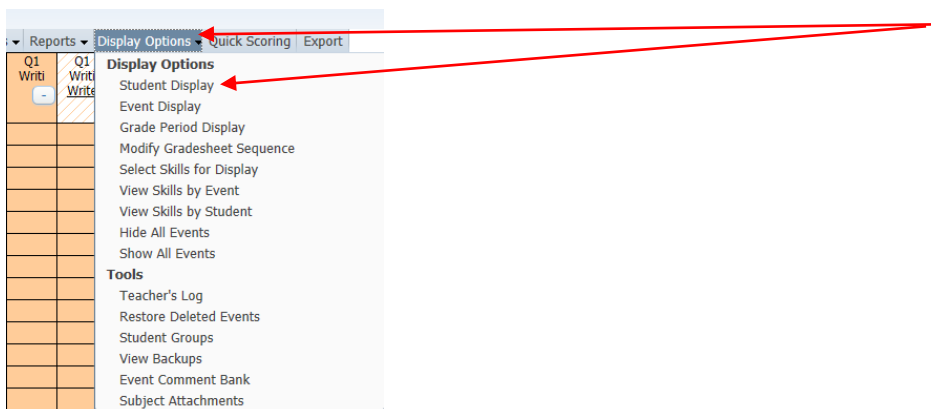 Reports Display Options Quick Scoring Export
Q1 Q1
Writi Writi
- Write
Display Options
Student Display
Event Display
Grade Period Display
Modify Gradesheet Sequence
Select Skills for Display
View Skills by Event
View Skills by Student
Hide All Events
Show All Events
Tools
Teacher's Log
Restore Deleted Events
Student Groups
View Backups
Event Comment Bank
Subject Attachments